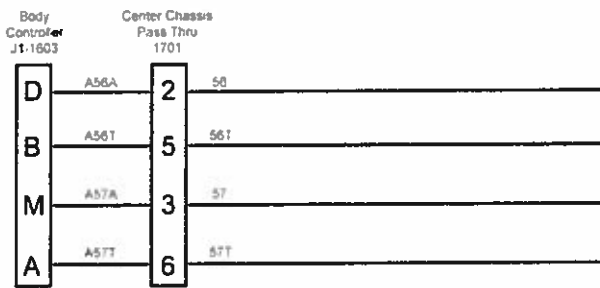 Body
Controller
J1-1603
Center Chassis
Pass Thru
1701
D A56A 2 56
B A56T 5 56T
M A57A 3 57
A A57T 6 57T